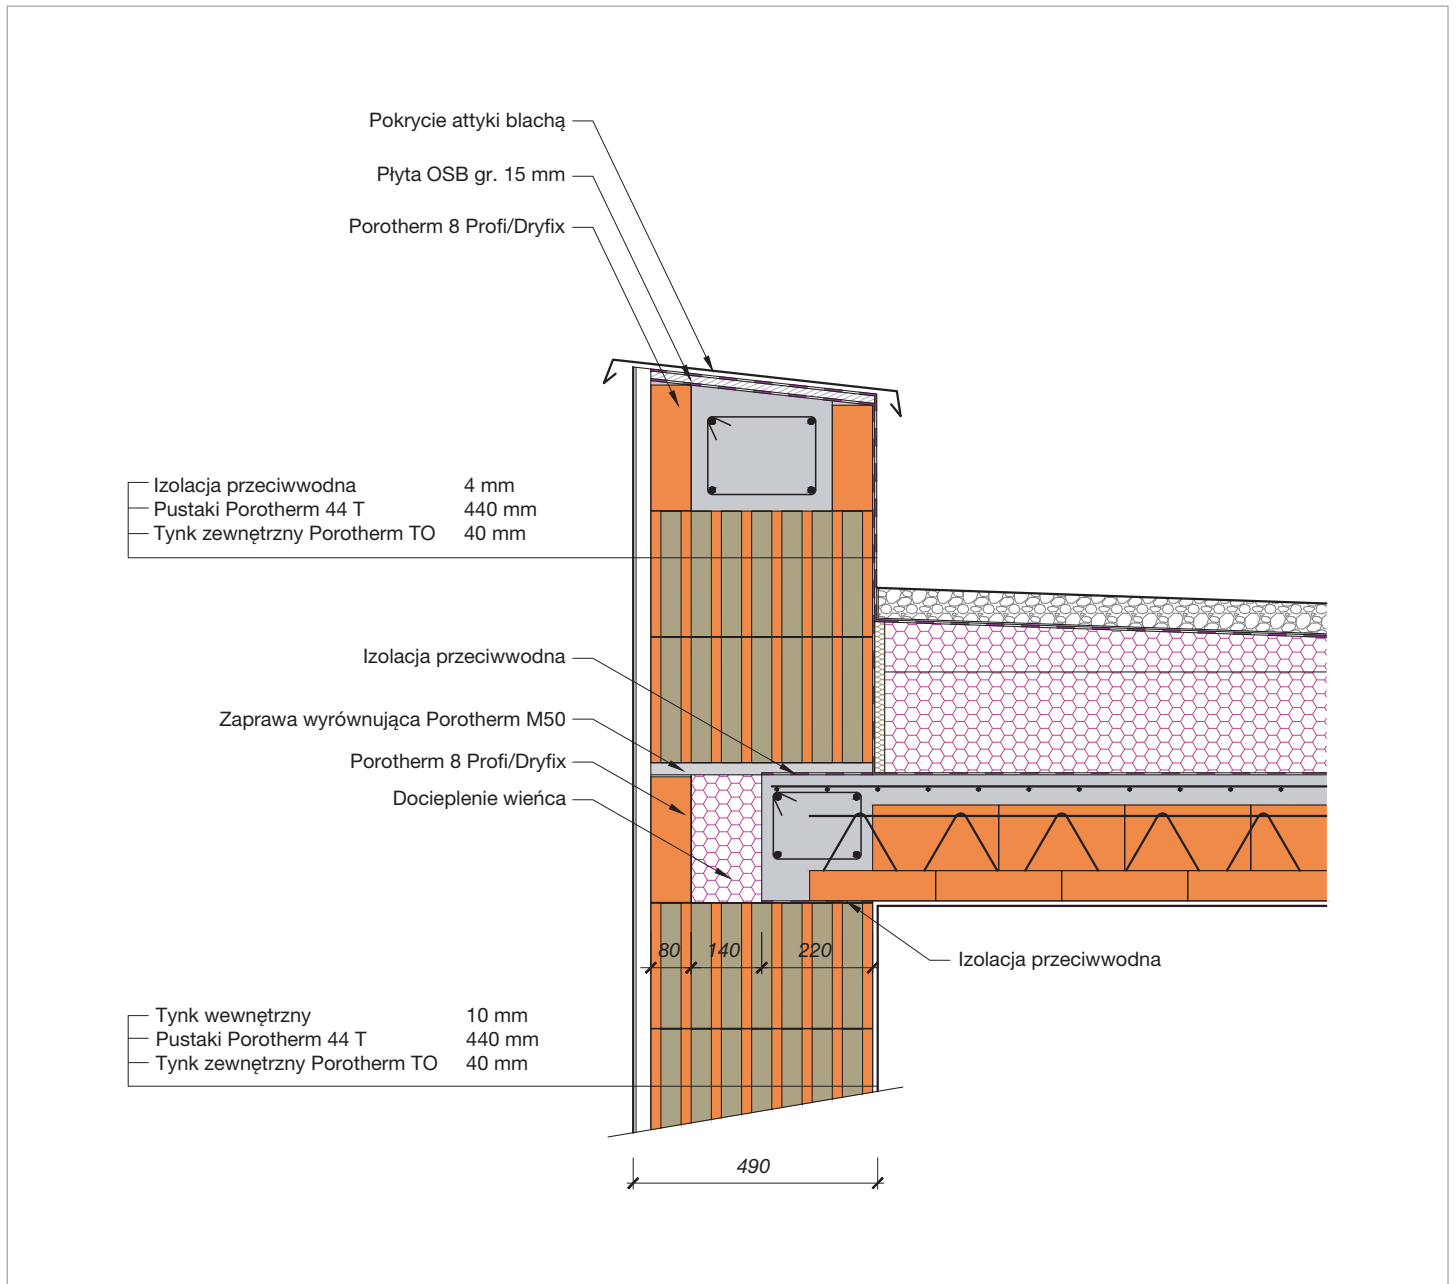 Pokrycie attyki blachą
Płyta OSB gr. 15 mm
Porotherm 8 Profi/Dryfix
Izolacja przeciwwodna 4 mm
Pustaki Porotherm 44 T 440 mm
Tynk zewnętrzny Porotherm TO 40 mm
Izolacja przeciwwodna
Zaprawa wyrównująca Porotherm M50
Porotherm 8 Profi/Dryfix
Docieplenie wieńca
80 140 220
Izolacja przeciwwodna
Tynk wewnętrzny 10 mm
Pustaki Porotherm 44 T 440 mm
Tynk zewnętrzny Porotherm TO 40 mm
490